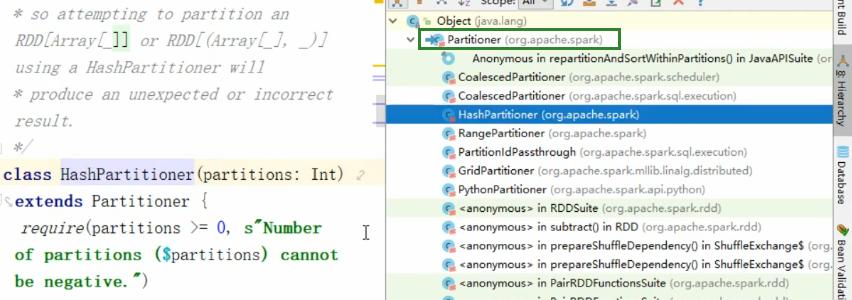 * so attempting to partition an
RDD[Array[_]] or RDD[(Array[_], _)]
using a HashPartitioner will
* produce an unexpected or incorrect
result.
*/
class HashPartitioner(partitions: Int)
extends Partitioner {
require(partitions >= 0, s"Number
of partitions ($partitions) cannot
be negative.")
Scope: All
Object (java.lang)
Partitioner (org.apache.spark)
Anonymous in repartitionAndSortWithinPartitions() in JavaAPISuite (org.apache.
CoalescedPartitioner (org.apache.spark.scheduler)
CoalescedPartitioner (org.apache.spark.sql.execution)
HashPartitioner (org.apache.spark)
RangePartitioner (org.apache.spark)
PartitionIdPassthrough (org.apache.spark.sql.execution)
GridPartitioner (org.apache.spark.mllib.linalg.distributed)
PythonPartitioner (org.apache.spark.api.python)
<anonymous> in RDDSuite (org.apache.spark.rdd)
<anonymous> in subtract() in RDD (org.apache.spark.rdd)
<anonymous> in prepareShuffleDependency() in ShuffleExchange$ (org.
<anonymous> in prepareShuffleDependency() in ShuffleExchange$ (org.
<anonymous> in PairRDDFunctionsSuite (org.apache.spark.rdd)
Build
Hierarchy
Database
Bean Validat